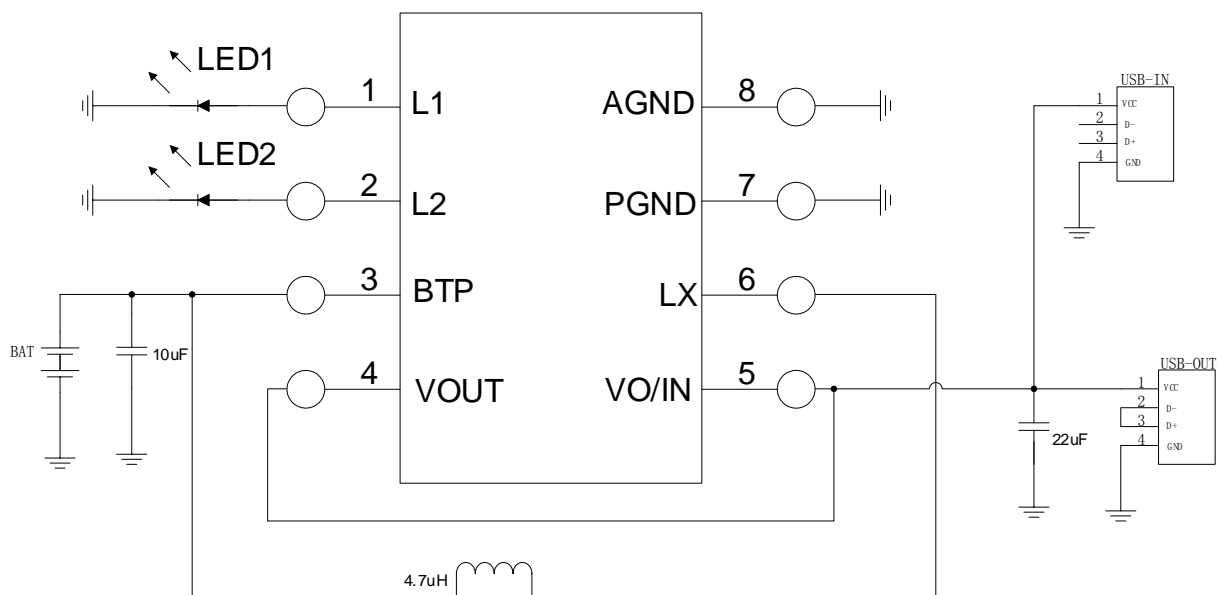 LED1
1
L1
LED2
2
L2
3
BTP
BAT
10uF
4
VOUT
AGND
8
PGND
7
LX
6
VO/IN
5
USB-IN
1 VCC
2 D-
3 D+
4 GND
USB-OUT
1 VCC
2 D-
3 D+
4 GND
22uF
4.7uH